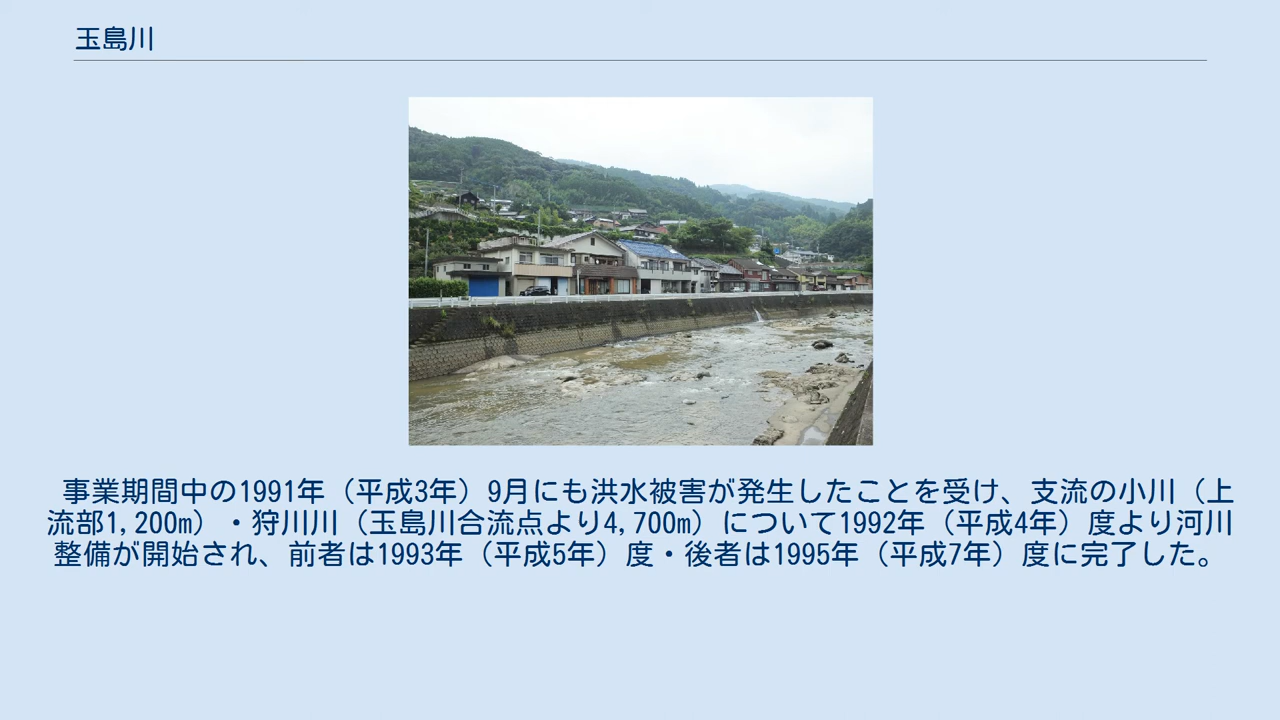 玉島川
事業期間中の1991年（平成3年）9月にも洪水被害が発生したことを受け、支流の小川（上
流部1,200m）・狩川川（玉島川合流点より4,700m）について1992年（平成4年）度より河川
整備が開始され、前者は1993年（平成5年）度・後者は1995年（平成7年）度に完了した。